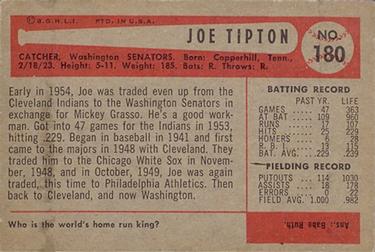 © B.G.H.L.I. PTD. IN U.S.A.
JOE TIPTON
NO. 180
CATCHER, Washington SENATORS. Born: Copperhill, Tenn.,
2/18/23. Height: 5-11. Weight: 185. Bats: R. Throws: R.
Early in 1954, Joe was traded even up from the
Cleveland Indians to the Washington Senators in
exchange for Mickey Grasso. He's a good work-
man. Got into 47 games for the Indians in 1953,
hitting .229. Began in baseball in 1941 and first
came to the majors in 1948 with Cleveland. They
traded him to the Chicago White Sox in Novem-
ber, 1948, and in October, 1949, Joe was again
traded, this time to Philadelphia Athletics. Then
back to Cleveland, and now Washington.
BATTING RECORD
PAST YR. LIFE
GAMES 47 363
AT BAT 109 960
RUNS 17 107
HITS 25 229
HOMERS 6 28
R. B. I. 13 115
BAT. AVG. .229 .239
FIELDING RECORD
PUTOUTS 114 1030
ASSISTS 18 178
ERRORS 0 22
FIELD AVG. 1.000 .982
Who is the world's home run king?
Ans.: Babe Ruth.